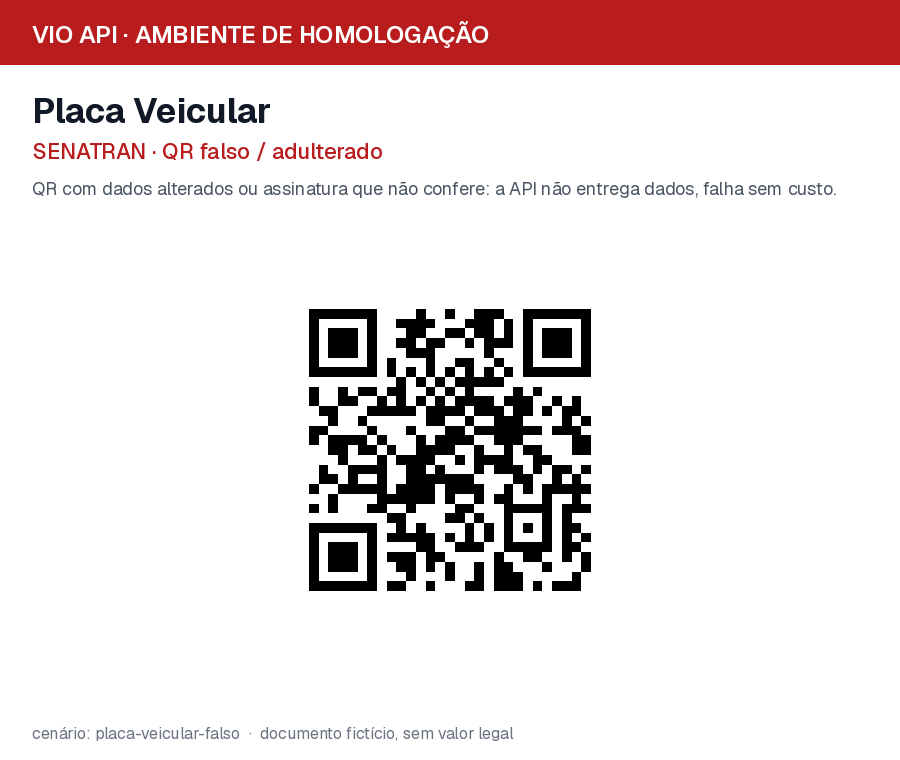 VIO API · AMBIENTE DE HOMOLOGAÇÃO
Placa Veicular
SENATRAN · QR falso / adulterado
QR com dados alterados ou assinatura que não confere: a API não entrega dados, falha sem custo.
cenário: placa-veicular-falso · documento fictício, sem valor legal